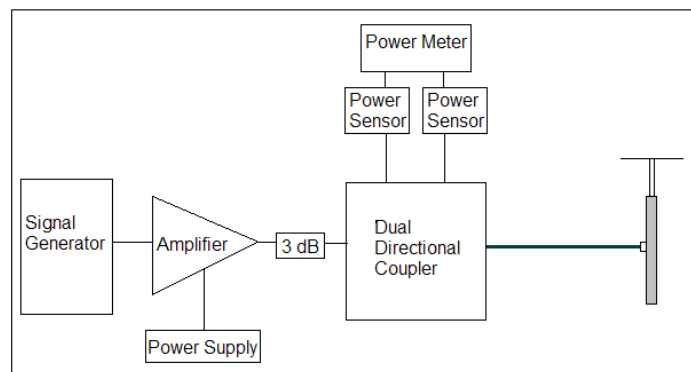 Power Meter
Power
Sensor
Power
Sensor
Signal
Generator
Amplifier
3 dB
Dual
Directional
Coupler
Power Supply